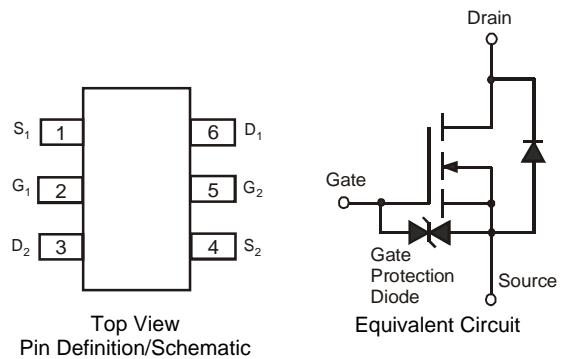 Drain
S₁ 1 6 D₁
G₁ 2 5 G₂
D₂ 3 4 S₂
Gate
Gate
Protection
Diode
Source
Top View
Pin Definition/Schematic
Equivalent Circuit